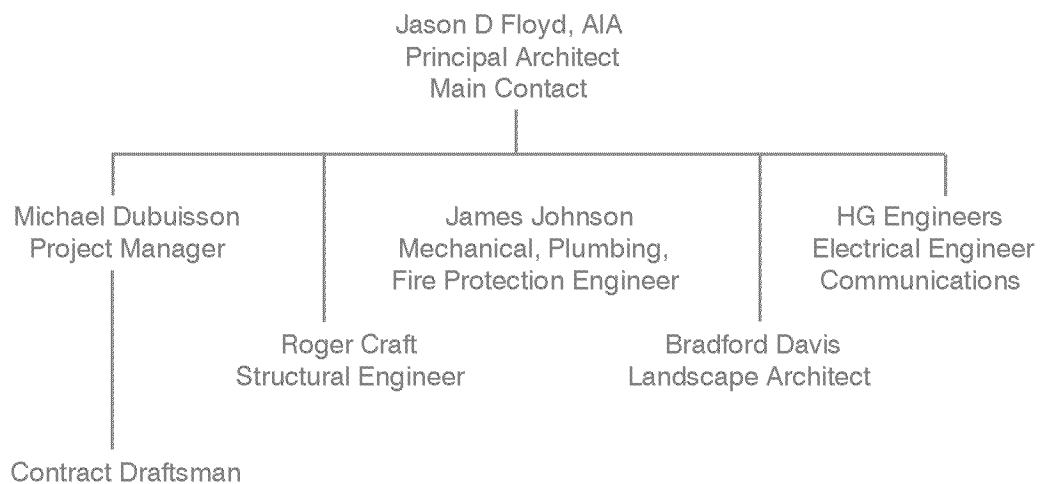 Jason D Floyd, AIA
Principal Architect
Main Contact
Michael Dubuisson
Project Manager
James Johnson
Mechanical, Plumbing,
Fire Protection Engineer
HG Engineers
Electrical Engineer
Communications
Roger Craft
Structural Engineer
Bradford Davis
Landscape Architect
Contract Draftsman